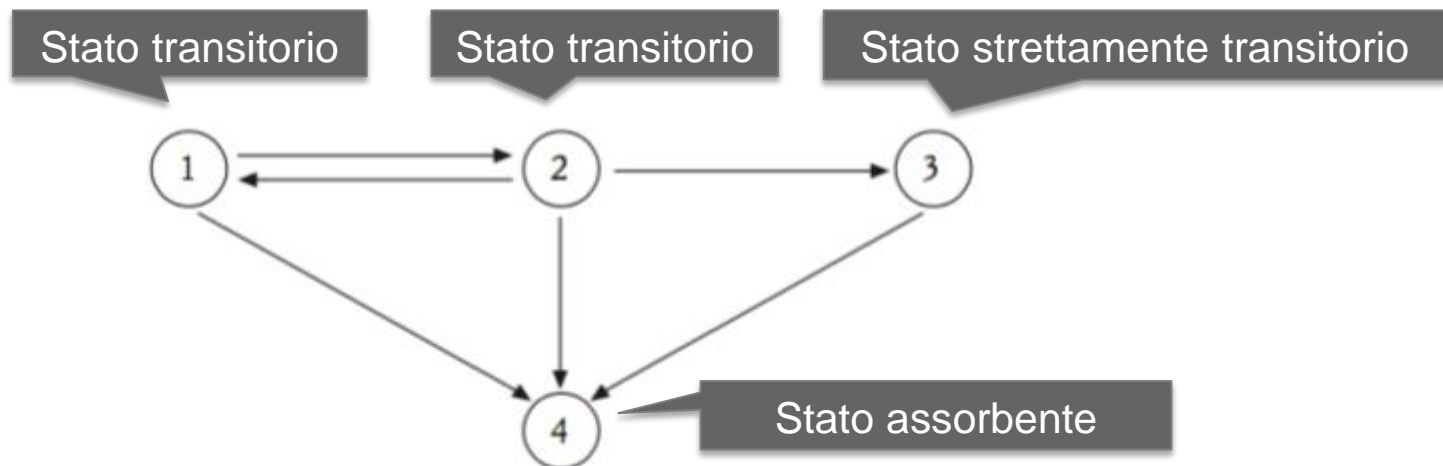 Stato transitorio
Stato transitorio
Stato strettamente transitorio
1
2
3
4
Stato assorbente